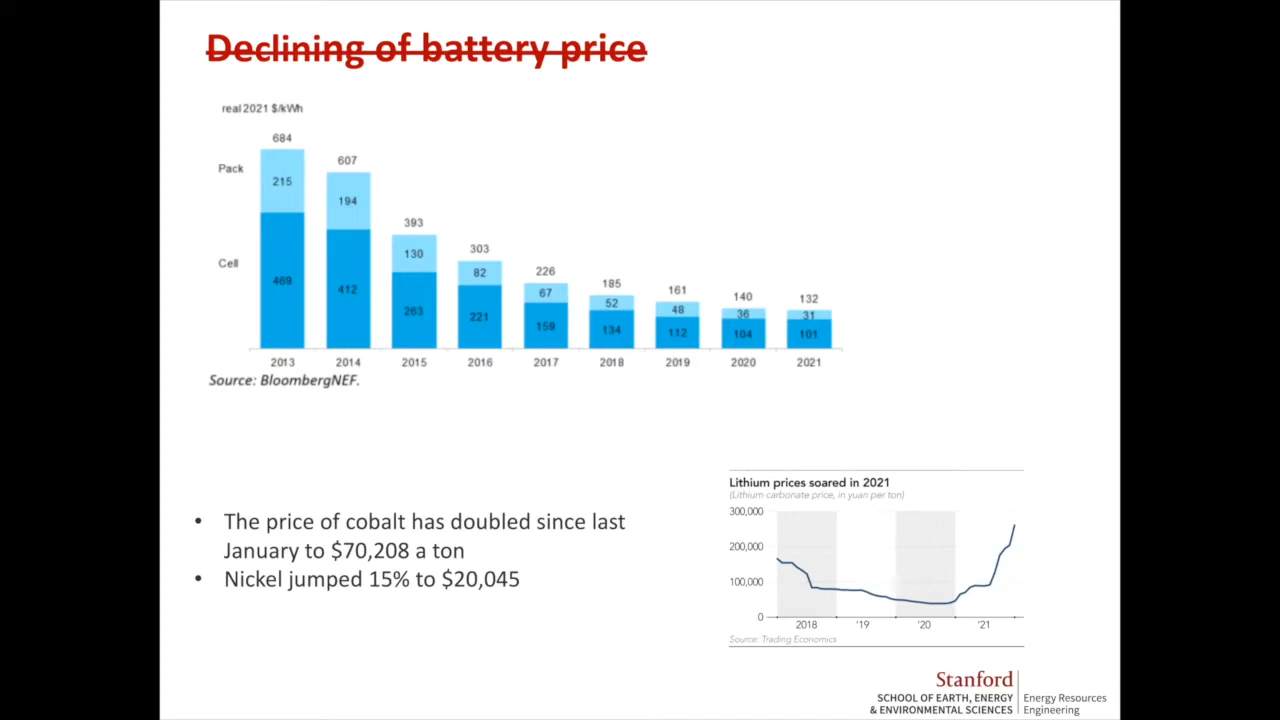 Declining of battery price
real 2021 $/kWh
684
607
393
303
226
185
161
140
132
Pack
215
194
130
82
67
52
48
36
31
Cell
469
412
263
221
159
134
112
104
101
2013 2014 2015 2016 2017 2018 2019 2020 2021
Source: BloombergNEF.
• The price of cobalt has doubled since last
January to $70,208 a ton
• Nickel jumped 15% to $20,045
Lithium prices soared in 2021
(Lithium carbonate price, in yuan per ton)
300,000
200,000
100,000
0
2018 '19 '20 '21
Source: Trading Economics
Stanford
SCHOOL OF EARTH, ENERGY
& ENVIRONMENTAL SCIENCES
Energy Resources
Engineering